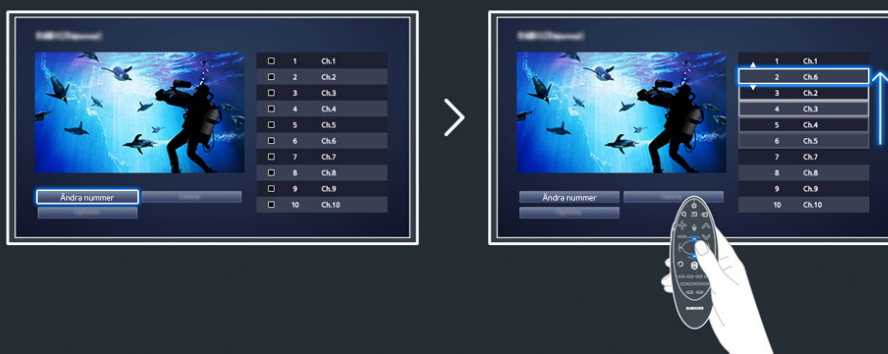 1 Ch.1
2 Ch.2
3 Ch.3
4 Ch.4
5 Ch.5
6 Ch.6
7 Ch.7
8 Ch.8
9 Ch.9
10 Ch.10
Ändra nummer
1 Ch.1
2 Ch.6
3 Ch.2
4 Ch.3
5 Ch.4
6 Ch.5
7 Ch.7
8 Ch.8
9 Ch.9
10 Ch.10
Ändra nummer